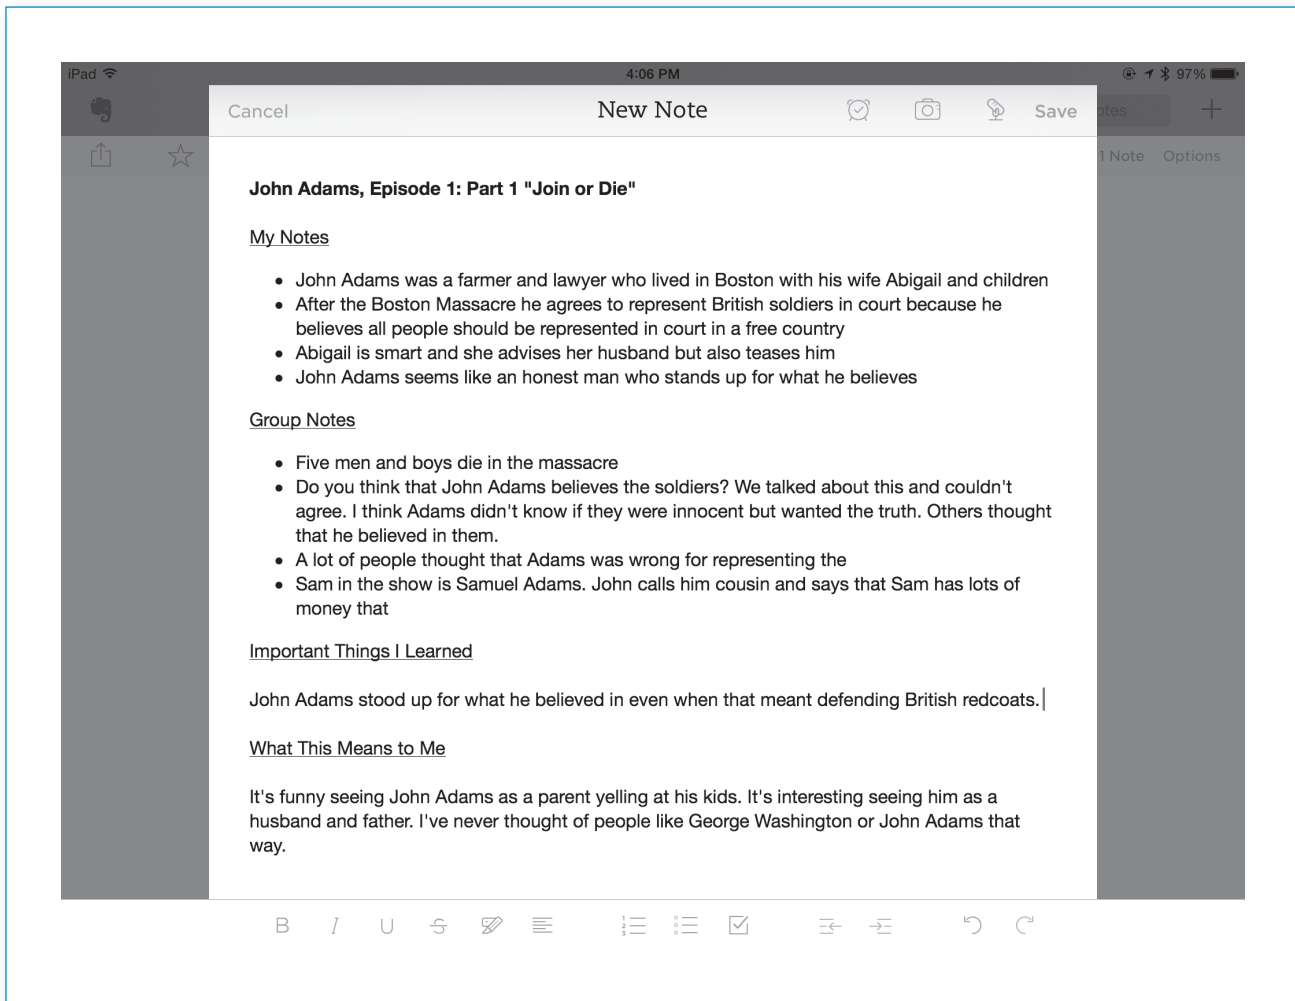 iPad 4:06 PM 97%
Cancel New Note Save otes
1 Note Options
John Adams, Episode 1: Part 1 "Join or Die"
My Notes
• John Adams was a farmer and lawyer who lived in Boston with his wife Abigail and children
• After the Boston Massacre he agrees to represent British soldiers in court because he
believes all people should be represented in court in a free country
• Abigail is smart and she advises her husband but also teases him
• John Adams seems like an honest man who stands up for what he believes
Group Notes
• Five men and boys die in the massacre
• Do you think that John Adams believes the soldiers? We talked about this and couldn't
agree. I think Adams didn't know if they were innocent but wanted the truth. Others thought
that he believed in them.
• A lot of people thought that Adams was wrong for representing the
• Sam in the show is Samuel Adams. John calls him cousin and says that Sam has lots of
money that
Important Things I Learned
John Adams stood up for what he believed in even when that meant defending British redcoats.
What This Means to Me
It's funny seeing John Adams as a parent yelling at his kids. It's interesting seeing him as a
husband and father. I've never thought of people like George Washington or John Adams that
way.
B I U S